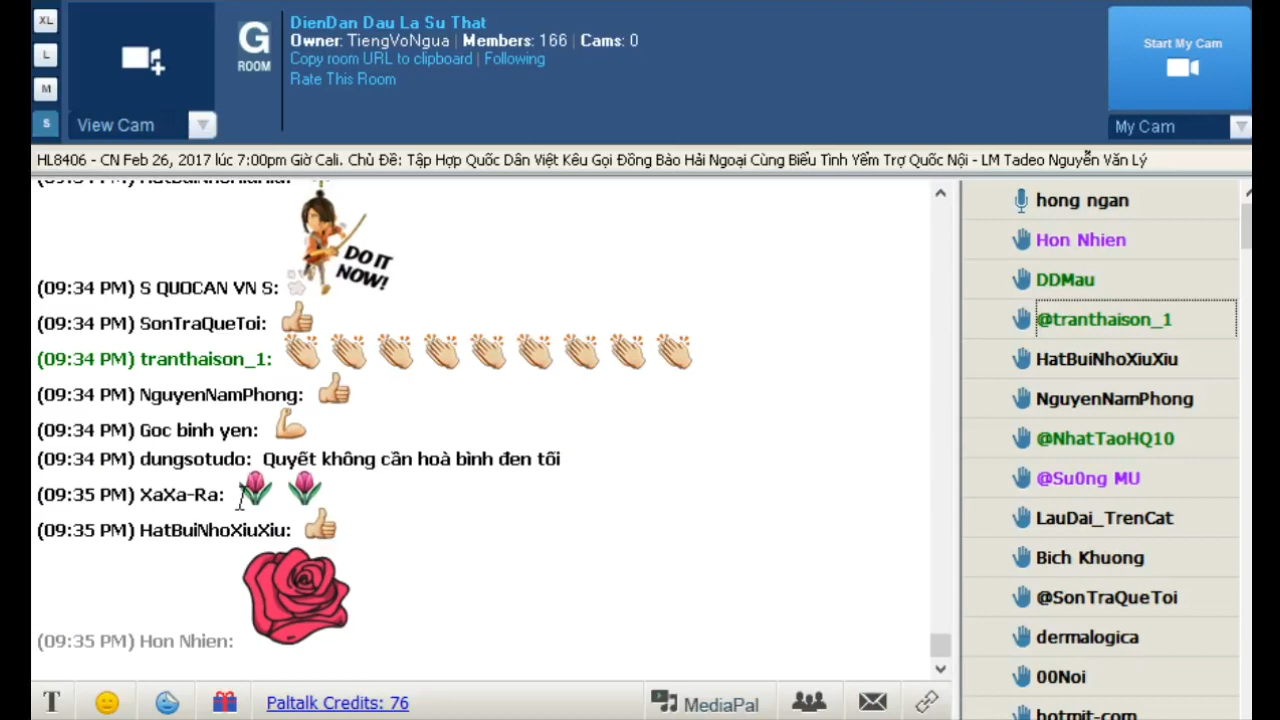 XL
L
M
S
View Cam
G
ROOM
DienDan Dau La Su That
Owner: TiengVoNgua | Members: 166 | Cams: 0
Copy room URL to clipboard | Following
Rate This Room
Start My Cam
My Cam
HL8406 - CN Feb 26, 2017 lúc 7:00pm Giờ Cali. Chủ Đề: Tập Hợp Quốc Dân Việt Kêu Gọi Đồng Bào Hải Ngoại Cùng Biểu Tình Yểm Trợ Quốc Nội - LM Tadeo Nguyễn Văn Lý
(09:34 PM) HatBuiNhoXiuXiu:
DO IT
NOW!
(09:34 PM) S QUOCAN VN S:
(09:34 PM) SonTraQueToi:
(09:34 PM) tranthaison_1:
(09:34 PM) NguyenNamPhong:
(09:34 PM) Goc binh yen:
(09:34 PM) dungsotudo: Quyết không cần hoà bình đen tối
(09:35 PM) XaXa-Ra:
(09:35 PM) HatBuiNhoXiuXiu:
(09:35 PM) Hon Nhien:
hong ngan
Hon Nhien
DDMau
@tranthaison_1
HatBuiNhoXiuXiu
NguyenNamPhong
@NhatTaoHQ10
@Su0ng MU
LauDai_TrenCat
Bich Khuong
@SonTraQueToi
dermalogica
00Noi
hotmit-com
T
Paltalk Credits: 76
MediaPal